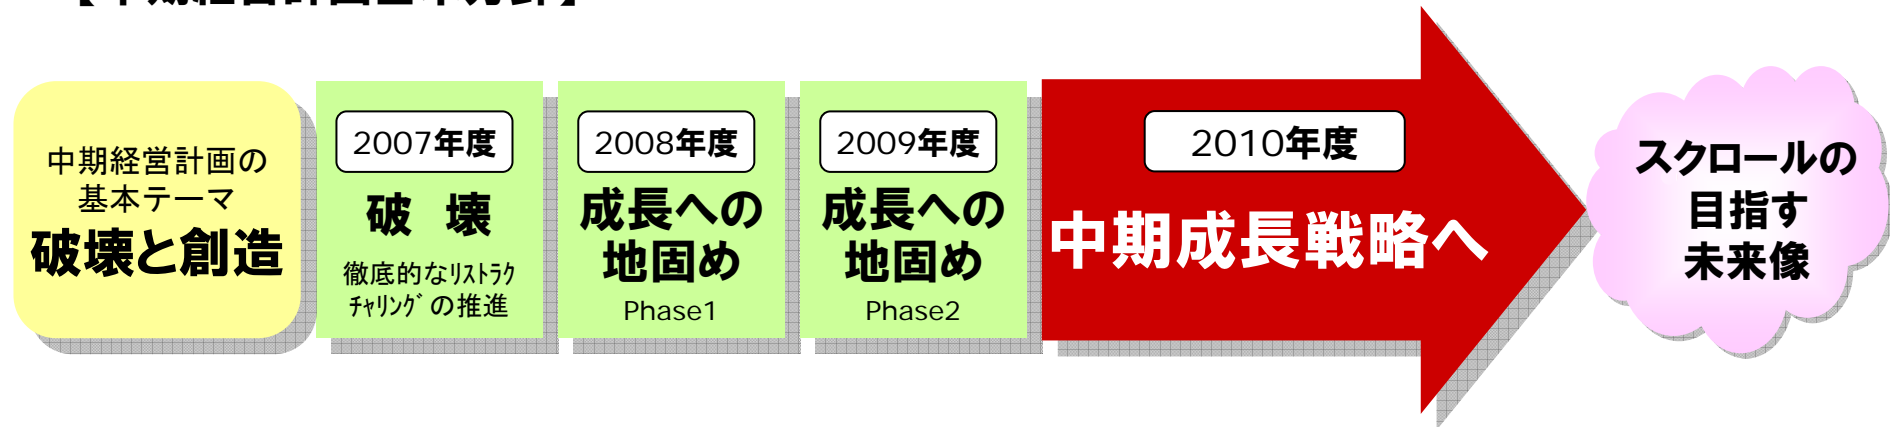 中期経営計画の
基本テーマ
破壊と創造
2007年度
破 壊
徹底的なﾘｽﾄﾗｸ
ﾁｬﾘﾝｸﾞの推進
2008年度
成長への
地固め
Phase1
2009年度
成長への
地固め
Phase2
2010年度
中期成長戦略へ
スクロールの
目指す
未来像